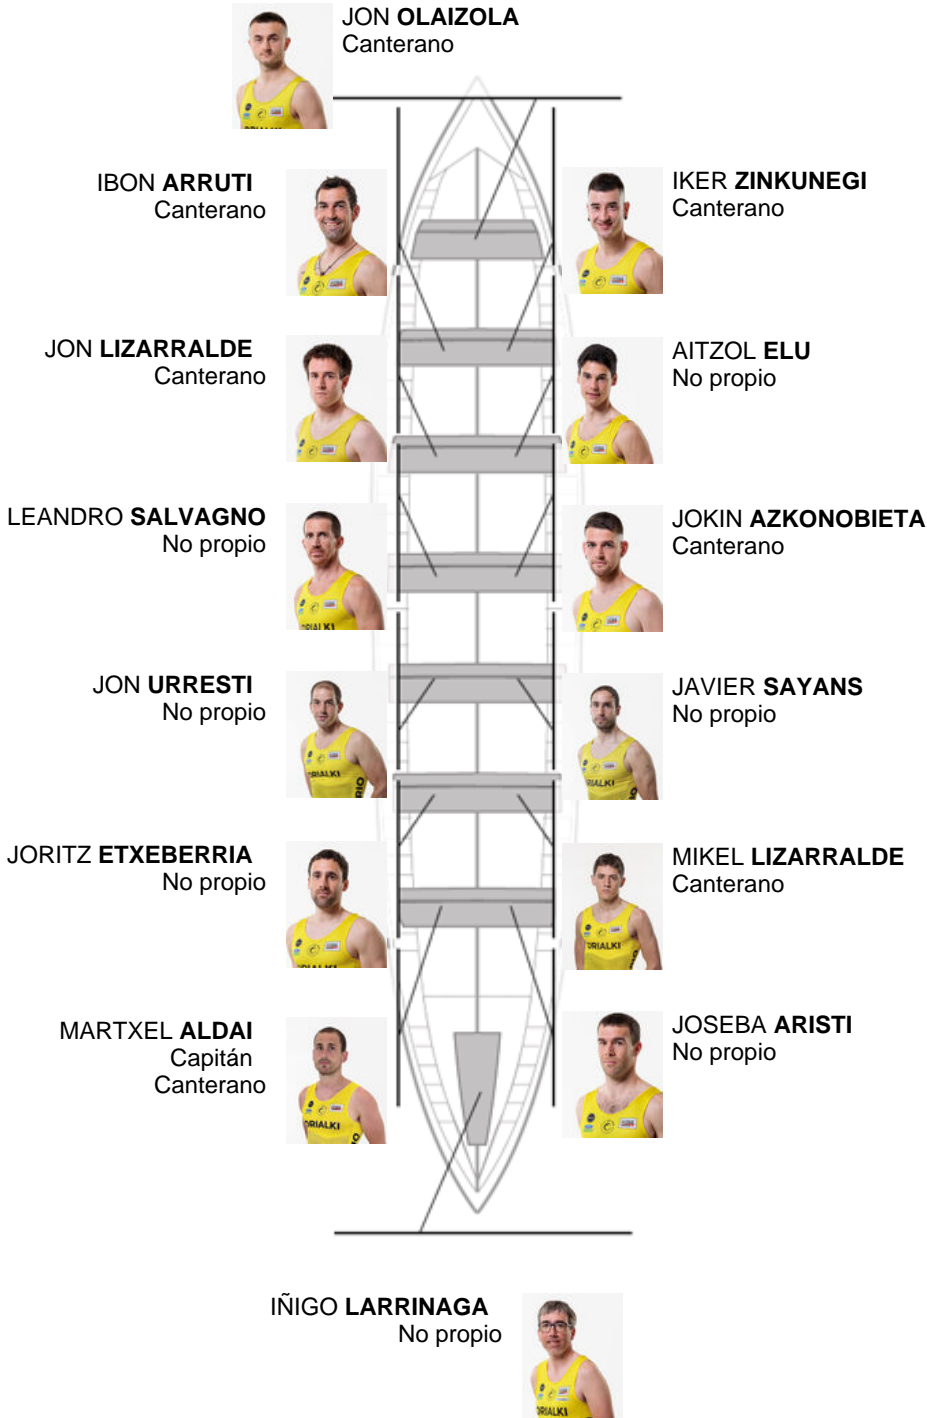 JON OLAIZOLA
Canterano
IBON ARRUTI
Canterano
IKER ZINKUNEGI
Canterano
JON LIZARRALDE
Canterano
AITZOL ELU
No propio
LEANDRO SALVAGNO
No propio
JOKIN AZKONOBIETA
Canterano
JON URRESTI
No propio
JAVIER SAYANS
No propio
JORITZ ETXEBERRIA
No propio
MIKEL LIZARRALDE
Canterano
MARTXEL ALDAI
Capitán
Canterano
JOSEBA ARISTI
No propio
IÑIGO LARRINAGA
No propio